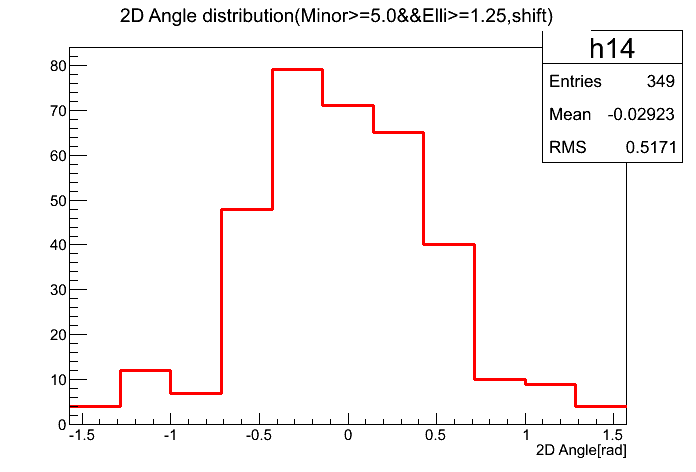 2D Angle distribution(Minor>=5.0&&Elli>=1.25,shift)
h14
Entries 349
Mean -0.02923
RMS 0.5171
80
70
60
50
40
30
20
10
0
-1.5 -1 -0.5 0 0.5 1 1.5
2D Angle[rad]